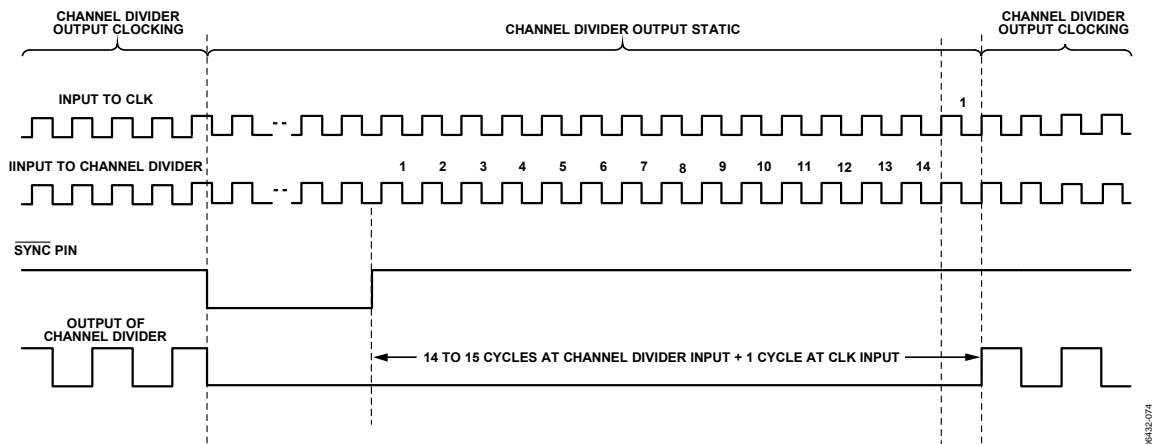 CHANNEL DIVIDER
OUTPUT CLOCKING
CHANNEL DIVIDER OUTPUT STATIC
CHANNEL DIVIDER
OUTPUT CLOCKING
INPUT TO CLK
1
IINPUT TO CHANNEL DIVIDER
1 2 3 4 5 6 7 8 9 10 11 12 13 14
SYNC PIN
OUTPUT OF
CHANNEL DIVIDER
14 TO 15 CYCLES AT CHANNEL DIVIDER INPUT + 1 CYCLE AT CLK INPUT
06432-074